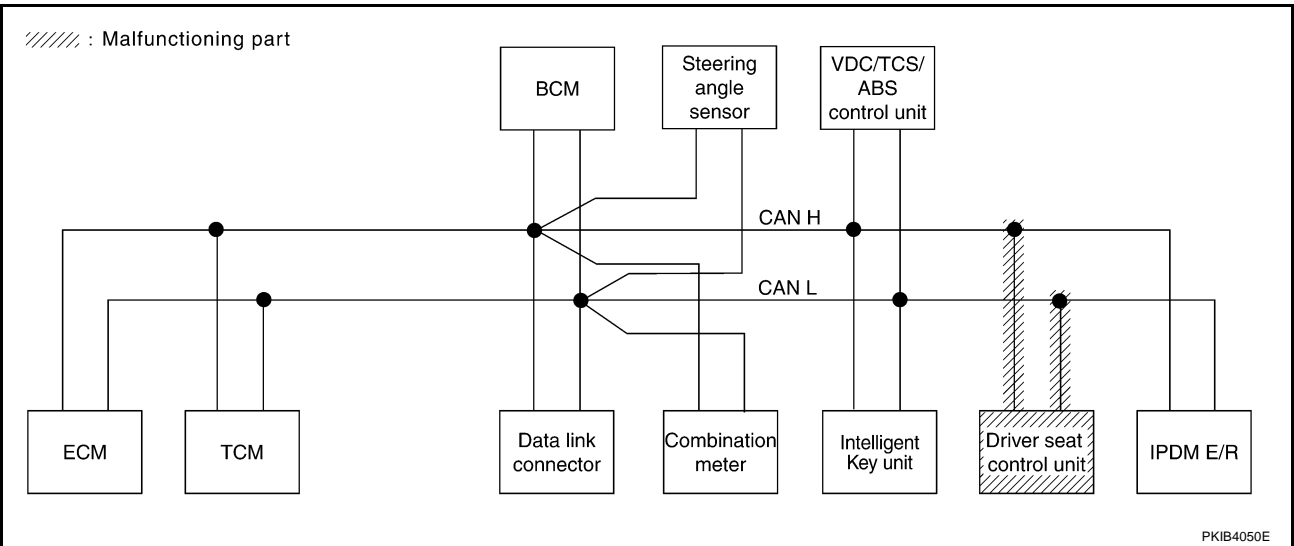 : Malfunctioning part
BCM
Steering
angle
sensor
VDC/TCS/
ABS
control unit
CAN H
CAN L
ECM
TCM
Data link
connector
Combination
meter
Intelligent
Key unit
Driver seat
control unit
IPDM E/R
PKIB4050E